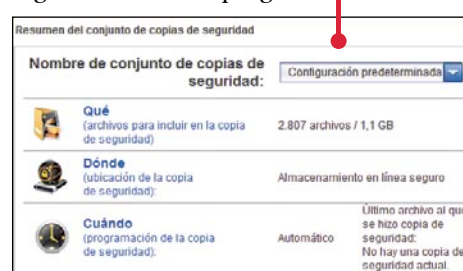 Resumen del conjunto de copias de seguridad
Nombre de conjunto de copias de
seguridad:
Configuración predeterminada
Qué
(archivos para incluir en la copia
de seguridad)
2.807 archivos / 1,1 GB
Dónde
(ubicación de la copia
de seguridad):
Almacenamiento en línea seguro
Cuándo
(programación de la copia
de seguridad):
Automático
Último archivo al que
se hizo copia de
seguridad:
No hay una copia de
seguridad actual.